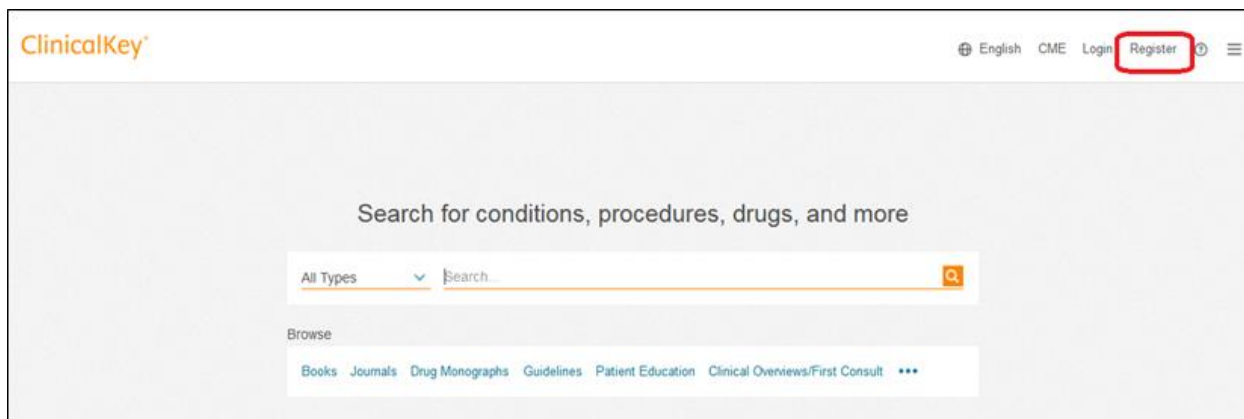 ClinicalKey
English CME Login Register
Search for conditions, procedures, drugs, and more
All Types Search...
Browse
Books Journals Drug Monographs Guidelines Patient Education Clinical Overviews/First Consult •••